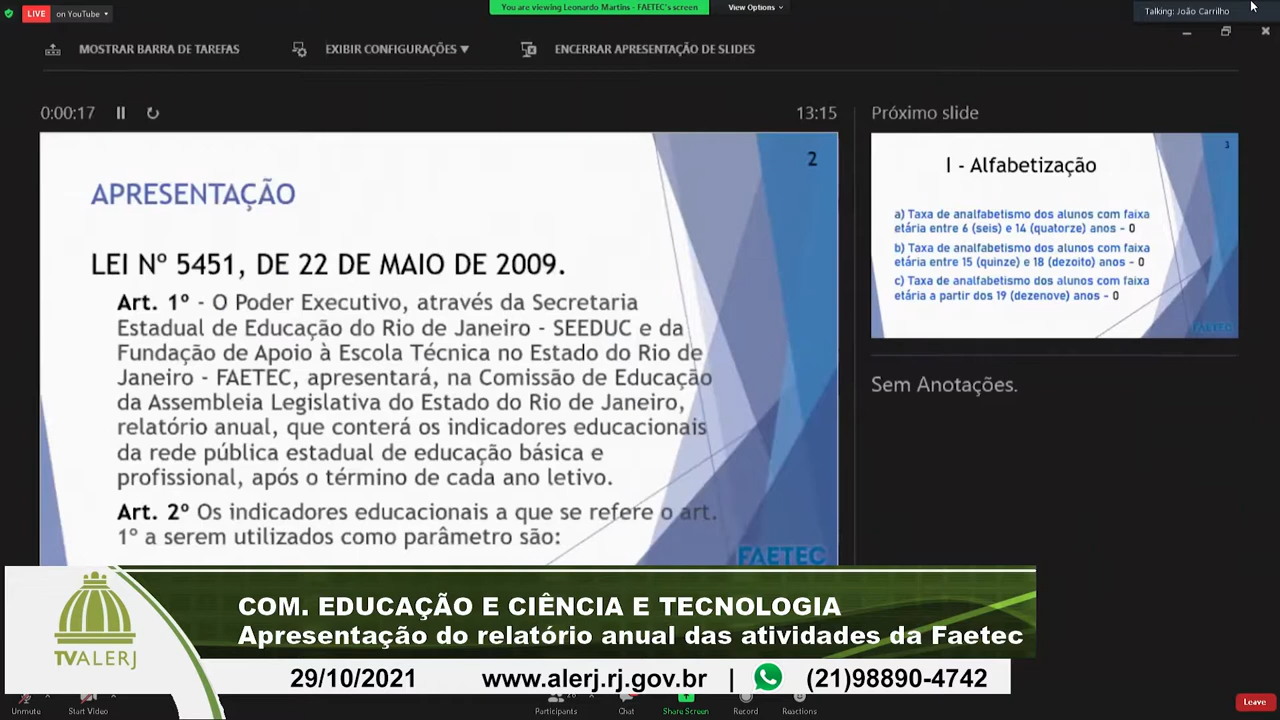 LIVE on YouTube
You are viewing Leonardo Martins - FAETEC's screen
View Options
Talking: João Carrilho
MOSTRAR BARRA DE TAREFAS
EXIBIR CONFIGURAÇÕES
ENCERRAR APRESENTAÇÃO DE SLIDES
0:00:17
13:15
Próximo slide
2
APRESENTAÇÃO
LEI Nº 5451, DE 22 DE MAIO DE 2009.
Art. 1º - O Poder Executivo, através da Secretaria
Estadual de Educação do Rio de Janeiro - SEEDUC e da
Fundação de Apoio à Escola Técnica no Estado do Rio de
Janeiro - FAETEC, apresentará, na Comissão de Educação
da Assembleia Legislativa do Estado do Rio de Janeiro,
relatório anual, que conterá os indicadores educacionais
da rede pública estadual de educação básica e
profissional, após o término de cada ano letivo.
Art. 2º Os indicadores educacionais a que se refere o art.
1º a serem utilizados como parâmetro são:
FAETEC
3
I - Alfabetização
a) Taxa de analfabetismo dos alunos com faixa
etária entre 6 (seis) e 14 (quatorze) anos - 0
b) Taxa de analfabetismo dos alunos com faixa
etária entre 15 (quinze) e 18 (dezoito) anos - 0
c) Taxa de analfabetismo dos alunos com faixa
etária a partir dos 19 (dezenove) anos - 0
FAETEC
Sem Anotações.
COM. EDUCAÇÃO E CIÊNCIA E TECNOLOGIA
Apresentação do relatório anual das atividades da Faetec
TVALERJ
29/10/2021 www.alerj.rj.gov.br | (21)98890-4742
Unmute
Start Video
Participants
Chat
Share Screen
Record
Reactions
Leave